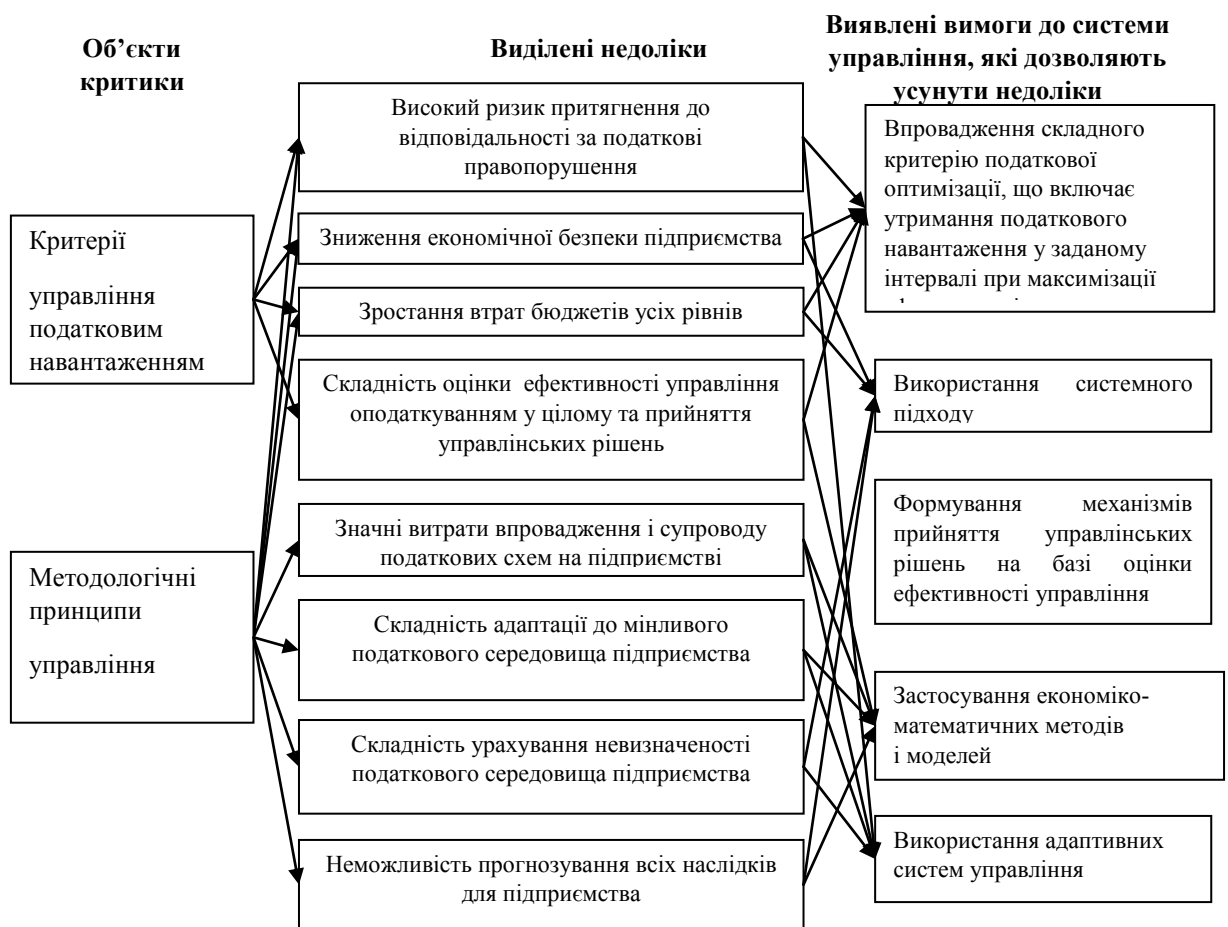 Об’єкти
критики
Виділені недоліки
Виявлені вимоги до системи
управління, які дозволяють
усунути недоліки
Критерії
управління
податковим
навантаженням
Методологічні
принципи
управління
Високий ризик притягнення до
відповідальності за податкові
правопорушення
Зниження економічної безпеки підприємства
Зростання втрат бюджетів усіх рівнів
Складність оцінки ефективності управління
оподаткуванням у цілому та прийняття
управлінських рішень
Значні витрати впровадження і супроводу
податкових схем на підприємстві
Складність адаптації до мінливого
податкового середовища підприємства
Складність урахування невизначеності
податкового середовища підприємства
Неможливість прогнозування всіх наслідків
для підприємства
Впровадження складного
критерію податкової
оптимізації, що включає
утримання податкового
навантаження у заданому
інтервалі при максимізації
Використання системного
підходу
Формування механізмів
прийняття управлінських
рішень на базі оцінки
ефективності управління
Застосування економіко-
математичних методів
і моделей
Використання адаптивних
систем управління